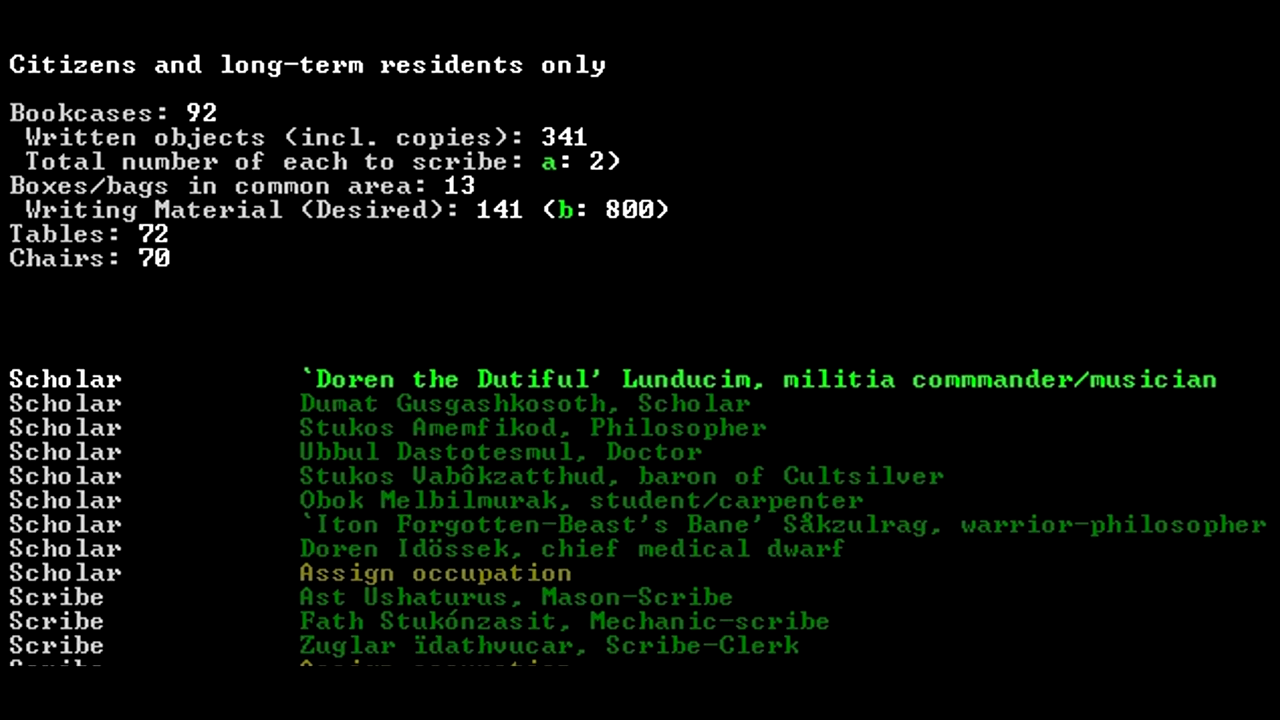 Citizens and long-term residents only
Bookcases: 92
Written objects (incl. copies): 341
Total number of each to scribe: a: 2)
Boxes/bags in common area: 13
Writing Material (Desired): 141 (b: 800)
Tables: 72
Chairs: 70
Scholar `Doren the Dutiful' Lunducim, militia commmander/musician
Scholar Dumat Gusgashkosoth, Scholar
Scholar Stukos Amemfikod, Philosopher
Scholar Ubbul Dastotesmul, Doctor
Scholar Stukos Vabôkzatthud, baron of Cultsilver
Scholar Obok Melbilmurak, student/carpenter
Scholar `Iton Forgotten-Beast's Bane' Såkzulrag, warrior-philosopher
Scholar Doren Idössek, chief medical dwarf
Scholar Assign occupation
Scribe Ast Ushaturus, Mason-Scribe
Scribe Fath Stukónzasit, Mechanic-scribe
Scribe Zuglar ïdathvucar, Scribe-Clerk